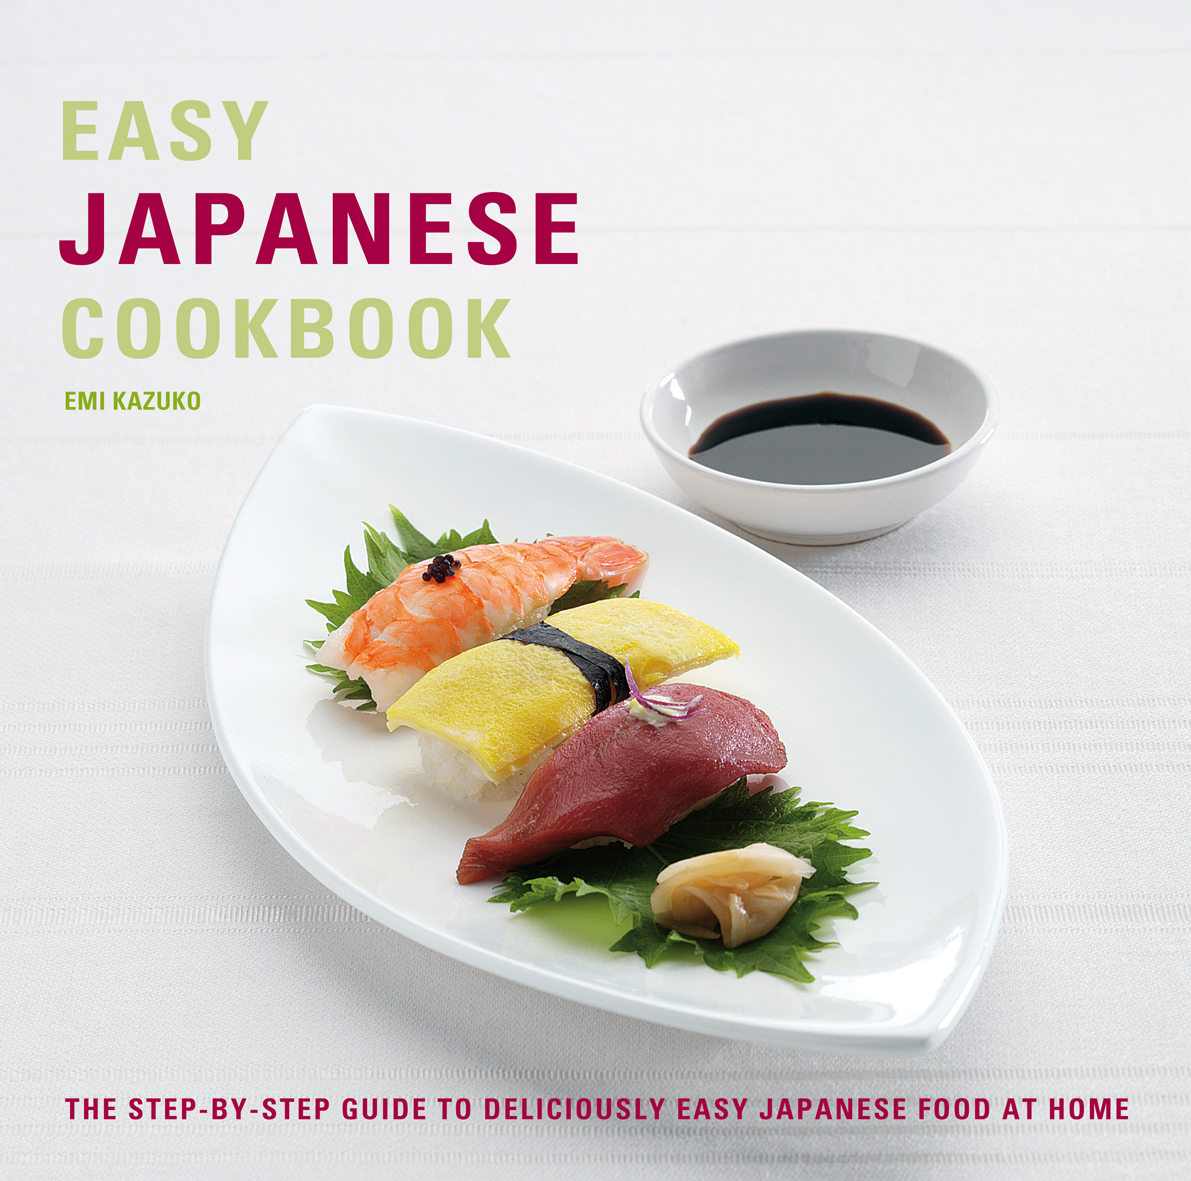 EASY
JAPANESE
COOKBOOK
EMI KAZUKO
THE STEP-BY-STEP GUIDE TO DELICIOUSLY EASY JAPANESE FOOD AT HOME